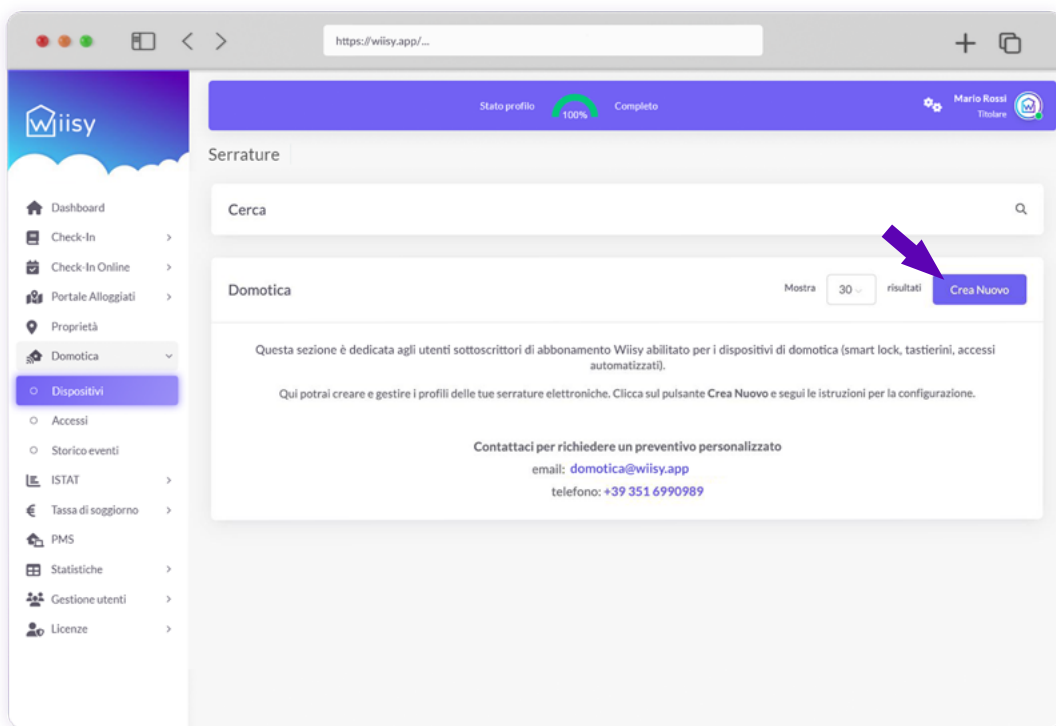 https://wiisy.app/...
Wiisy
Stato profilo 100% Completo
Mario Rossi
Titolare
Serrature
Dashboard
Check-In
Check-In Online
Portale Alloggiati
Proprietà
Domotica
Dispositivi
Accessi
Storico eventi
ISTAT
Tassa di soggiorno
PMS
Statistiche
Gestione utenti
Licenze
Cerca
Domotica Mostra 30 risultati Crea Nuovo
Questa sezione è dedicata agli utenti sottoscrittori di abbonamento Wiisy abilitato per i dispositivi di domotica (smart lock, tastierini, accessi
automatizzati).
Qui potrai creare e gestire i profili delle tue serrature elettroniche. Clicca sul pulsante Crea Nuovo e segui le istruzioni per la configurazione.
Contattaci per richiedere un preventivo personalizzato
email: domotica@wiisy.app
telefono: +39 351 6990989